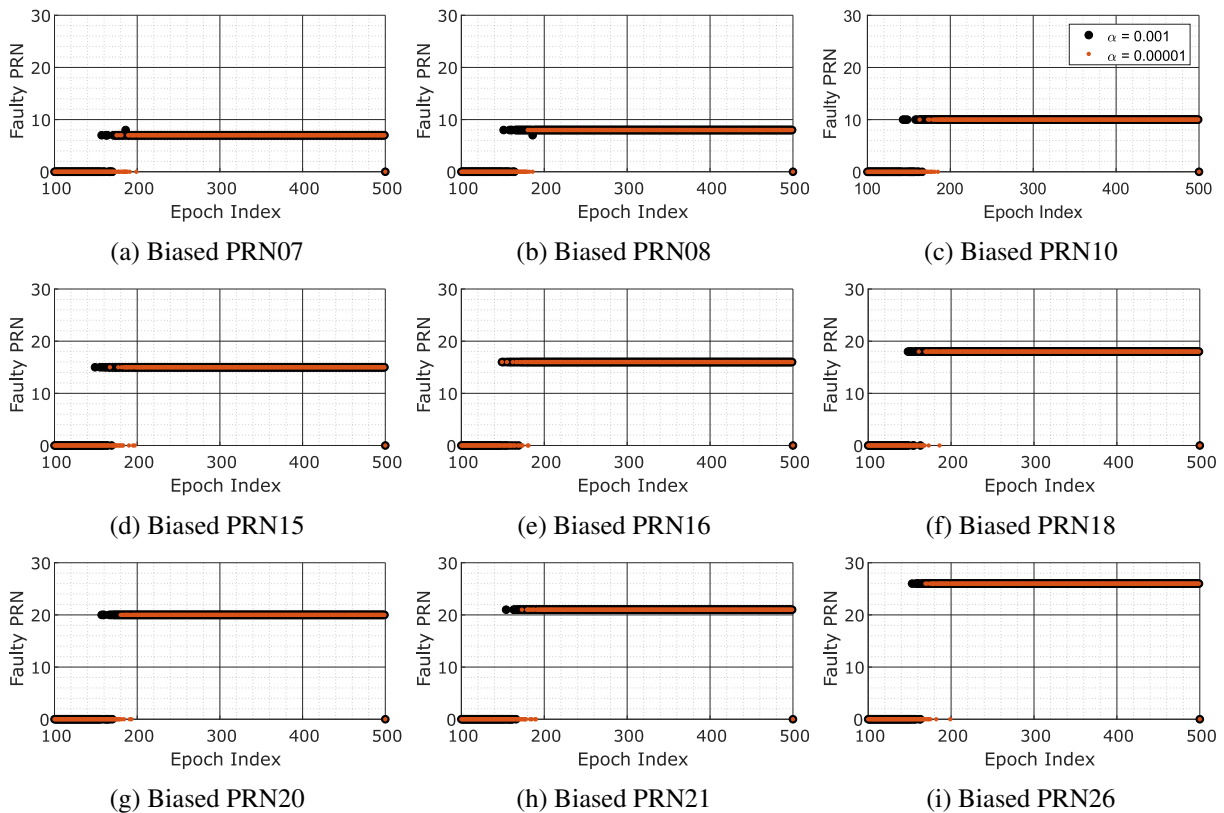 30
20
10
0
Faulty PRN
100 200 300 400 500
Epoch Index
(a) Biased PRN07
30
20
10
0
Faulty PRN
100 200 300 400 500
Epoch Index
(b) Biased PRN08
30
20
10
0
Faulty PRN
α = 0.001
α = 0.00001
100 200 300 400 500
Epoch Index
(c) Biased PRN10
30
20
10
0
Faulty PRN
100 200 300 400 500
Epoch Index
(d) Biased PRN15
30
20
10
0
Faulty PRN
100 200 300 400 500
Epoch Index
(e) Biased PRN16
30
20
10
0
Faulty PRN
100 200 300 400 500
Epoch Index
(f) Biased PRN18
30
20
10
0
Faulty PRN
100 200 300 400 500
Epoch Index
(g) Biased PRN20
30
20
10
0
Faulty PRN
100 200 300 400 500
Epoch Index
(h) Biased PRN21
30
20
10
0
Faulty PRN
100 200 300 400 500
Epoch Index
(i) Biased PRN26